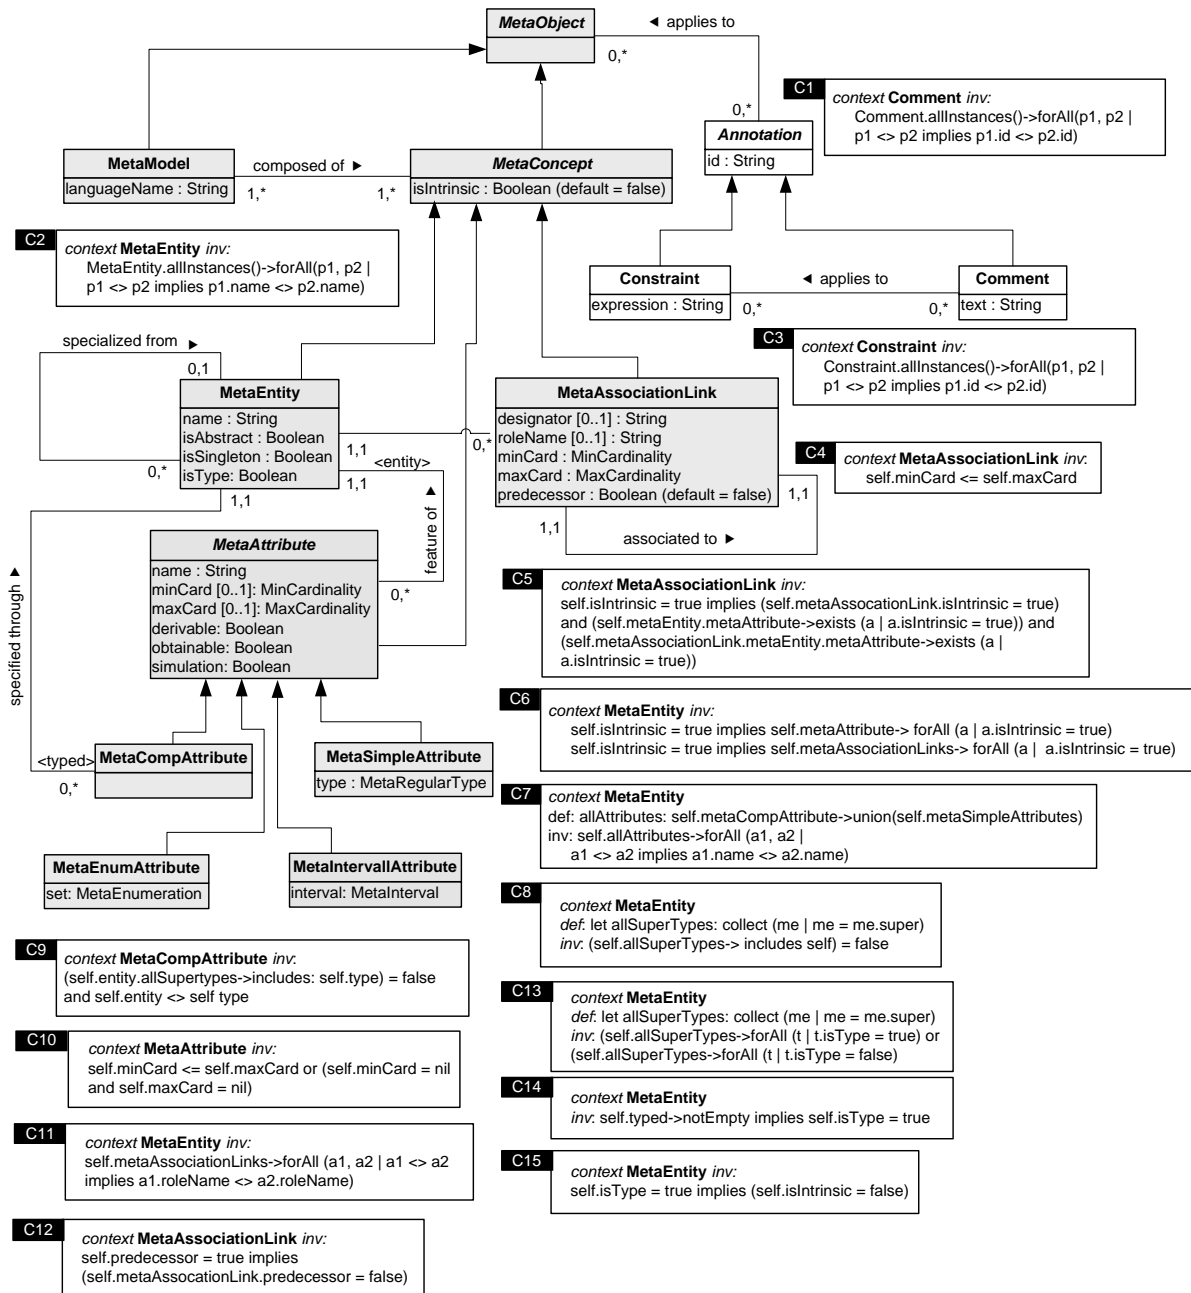 MetaObject
◄ applies to
0,*
0,*
C1
context Comment inv:
Comment.allInstances()->forAll(p1, p2 |
p1 <> p2 implies p1.id <> p2.id)
Annotation
id : String
MetaModel
languageName : String
composed of ►
1,*
1,*
MetaConcept
isIntrinsic : Boolean (default = false)
C2
context MetaEntity inv:
MetaEntity.allInstances()->forAll(p1, p2 |
p1 <> p2 implies p1.name <> p2.name)
Constraint
expression : String
◄ applies to
0,*
0,*
Comment
text : String
C3
context Constraint inv:
Constraint.allInstances()->forAll(p1, p2 |
p1 <> p2 implies p1.id <> p2.id)
specialized from ►
0,1
0,*
MetaEntity
name : String
isAbstract : Boolean
isSingleton : Boolean
isType: Boolean
1,1
0,*
<entity>
1,1
1,1
MetaAssociationLink
designator [0..1] : String
roleName [0..1] : String
minCard : MinCardinality
maxCard : MaxCardinality
predecessor : Boolean (default = false)
1,1
1,1
associated to ►
C4
context MetaAssociationLink inv:
self.minCard <= self.maxCard
feature of ►
0,*
MetaAttribute
name : String
minCard [0..1]: MinCardinality
maxCard [0..1]: MaxCardinality
derivable: Boolean
obtainable: Boolean
simulation: Boolean
specified through ►
C5
context MetaAssociationLink inv:
self.isIntrinsic = true implies (self.metaAssocationLink.isIntrinsic = true)
and (self.metaEntity.metaAttribute->exists (a | a.isIntrinsic = true)) and
(self.metaAssociationLink.metaEntity.metaAttribute->exists (a |
a.isIntrinsic = true))
C6
context MetaEntity inv:
self.isIntrinsic = true implies self.metaAttribute-> forAll (a | a.isIntrinsic = true)
self.isIntrinsic = true implies self.metaAssociationLinks-> forAll (a | a.isIntrinsic = true)
<typed>
0,*
MetaCompAttribute
MetaSimpleAttribute
type : MetaRegularType
C7
context MetaEntity
def: allAttributes: self.metaCompAttribute->union(self.metaSimpleAttributes)
inv: self.allAttributes->forAll (a1, a2 |
a1 <> a2 implies a1.name <> a2.name)
MetaEnumAttribute
set: MetaEnumeration
MetaIntervallAttribute
interval: MetaInterval
C8
context MetaEntity
def: let allSuperTypes: collect (me | me = me.super)
inv: (self.allSuperTypes-> includes self) = false
C9
context MetaCompAttribute inv:
(self.entity.allSupertypes->includes: self.type) = false
and self.entity <> self type
C13
context MetaEntity
def: let allSuperTypes: collect (me | me = me.super)
inv: (self.allSuperTypes->forAll (t | t.isType = true) or
(self.allSuperTypes->forAll (t | t.isType = false)
C10
context MetaAttribute inv:
self.minCard <= self.maxCard or (self.minCard = nil
and self.maxCard = nil)
C14
context MetaEntity
inv: self.typed->notEmpty implies self.isType = true
C11
context MetaEntity inv:
self.metaAssociationLinks->forAll (a1, a2 | a1 <> a2
implies a1.roleName <> a2.roleName)
C15
context MetaEntity inv:
self.isType = true implies (self.isIntrinsic = false)
C12
context MetaAssociationLink inv:
self.predecessor = true implies
(self.metaAssocationLink.predecessor = false)